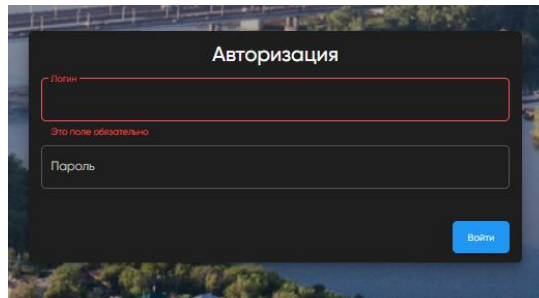 Авторизация
Логин
Это поле обязательно
Пароль
Войти